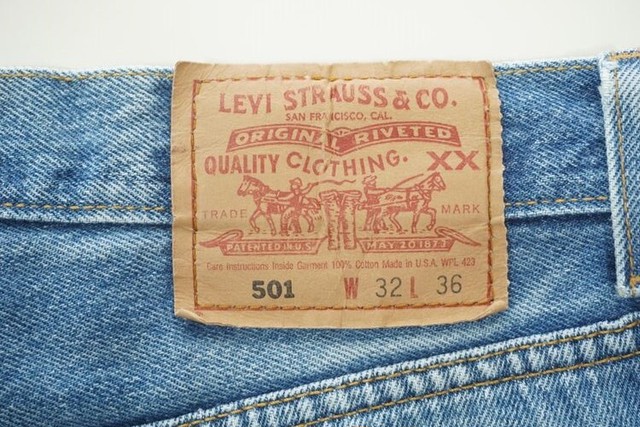 LEVI STRAUSS & CO.
SAN FRANCISCO, CAL.
ORIGINAL RIVETED
QUALITY CLOTHING. XX
TRADE MARK
PATENTED IN U.S. MAY 20 1873
Care Instructions Inside Garment 100% Cotton Made in U.S.A. WPL 423
501 W 32 L 36